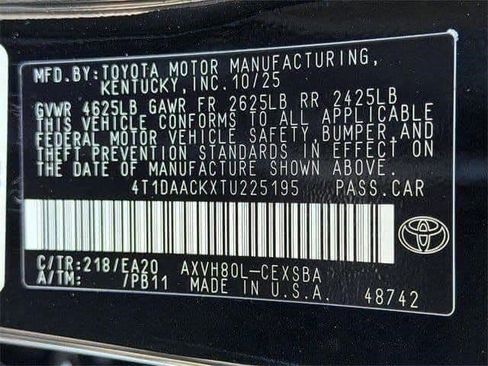 MFD.BY:TOYOTA MOTOR MANUFACTURING,
KENTUCKY, INC. 10/25
GVWR 4625LB GAWR FR 2625LB RR 2425LB
THIS VEHICLE CONFORMS TO ALL APPLICABLE
FEDERAL MOTOR VEHICLE SAFETY, BUMPER, AND
THEFT PREVENTION STANDARDS IN EFFECT ON
THE DATE OF MANUFACTURE SHOWN ABOVE.
4T1DAACKXTU225195 PASS.CAR
C/TR:218/EA20 AXVH80L-CEXSBA
A/TM: /PB11 MADE IN U.S.A. 48742